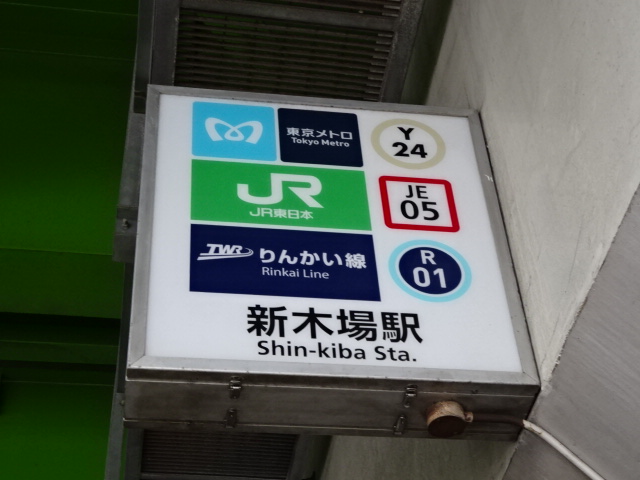 東京メトロ
Tokyo Metro
Y
24
JR
JR東日本
JE
05
TWR りんかい線
Rinkai Line
R
01
新木場駅
Shin-kiba Sta.